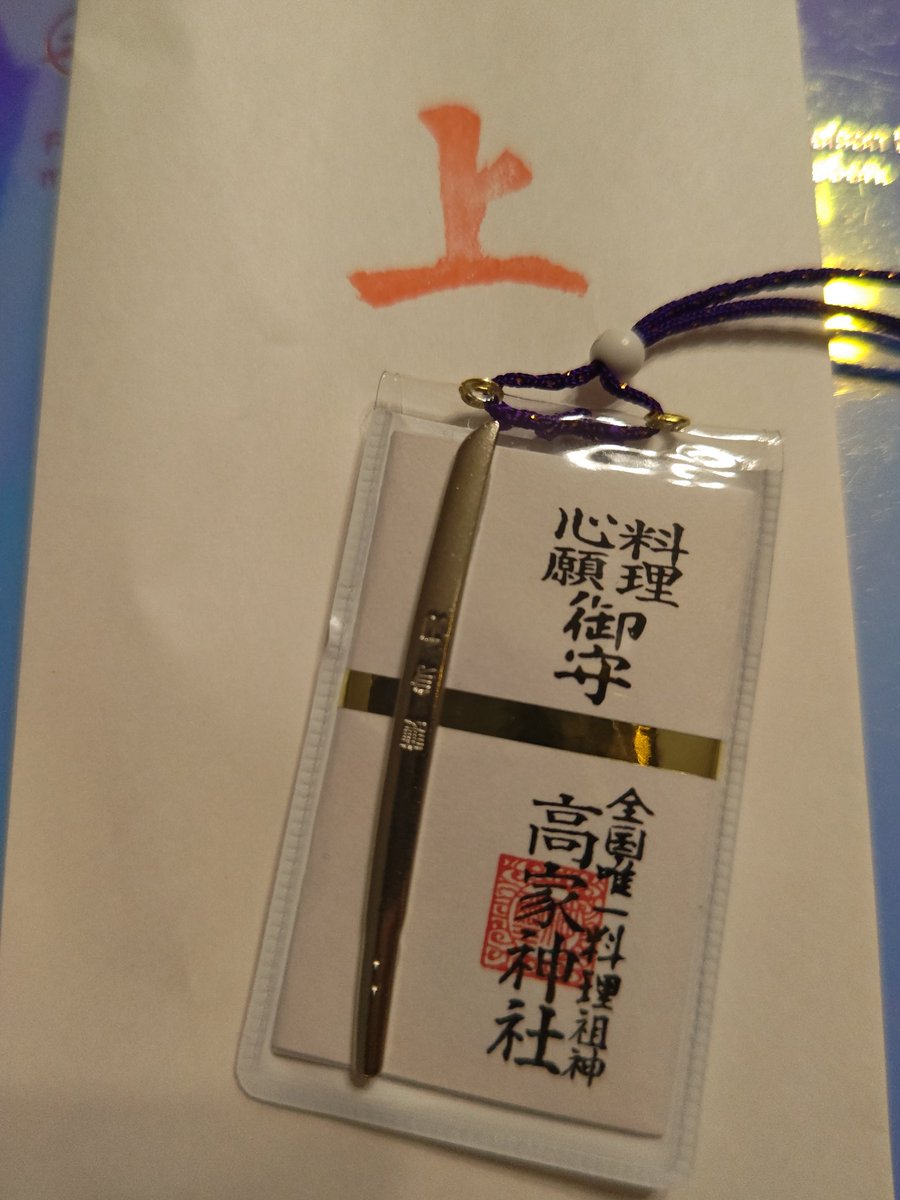 上
料理
心願
御守
全国唯一料理祖神
高家神社